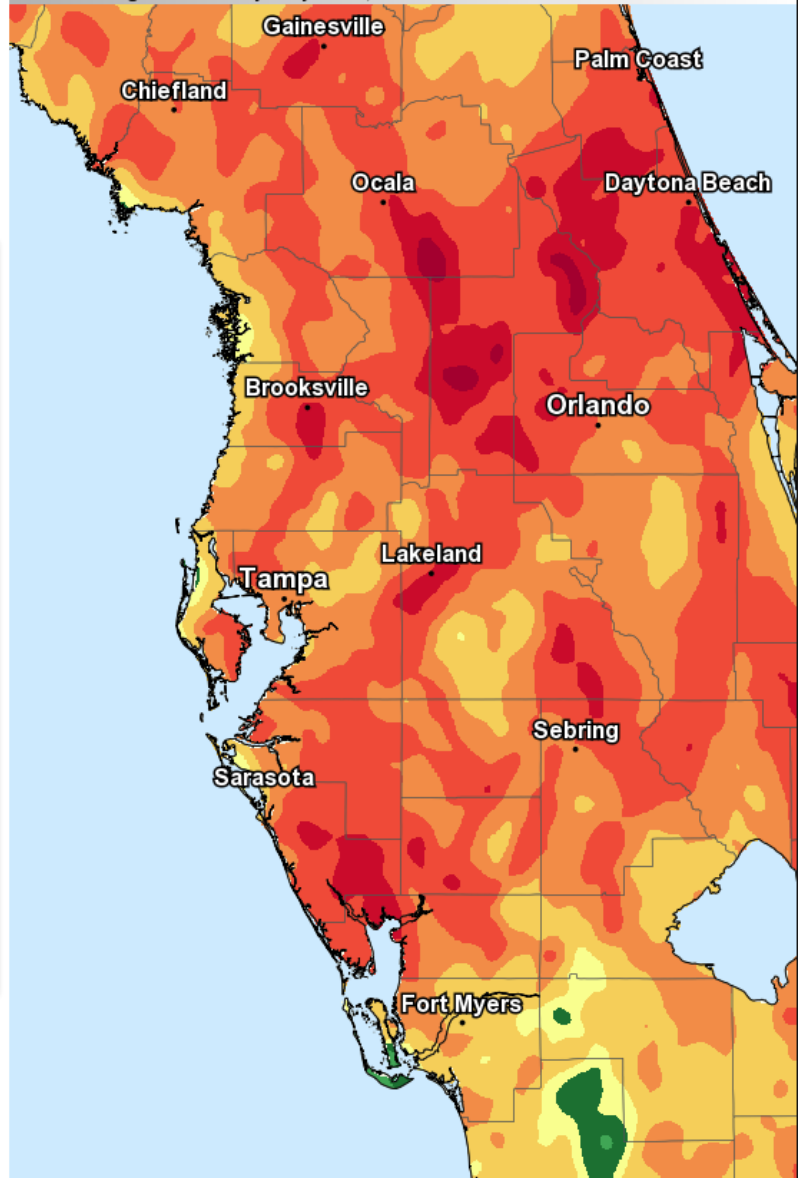 Gainesville
Palm Coast
Chiefland
Ocala
Daytona Beach
Brooksville
Orlando
Lakeland
Tampa
Sebring
Sarasota
Fort Myers